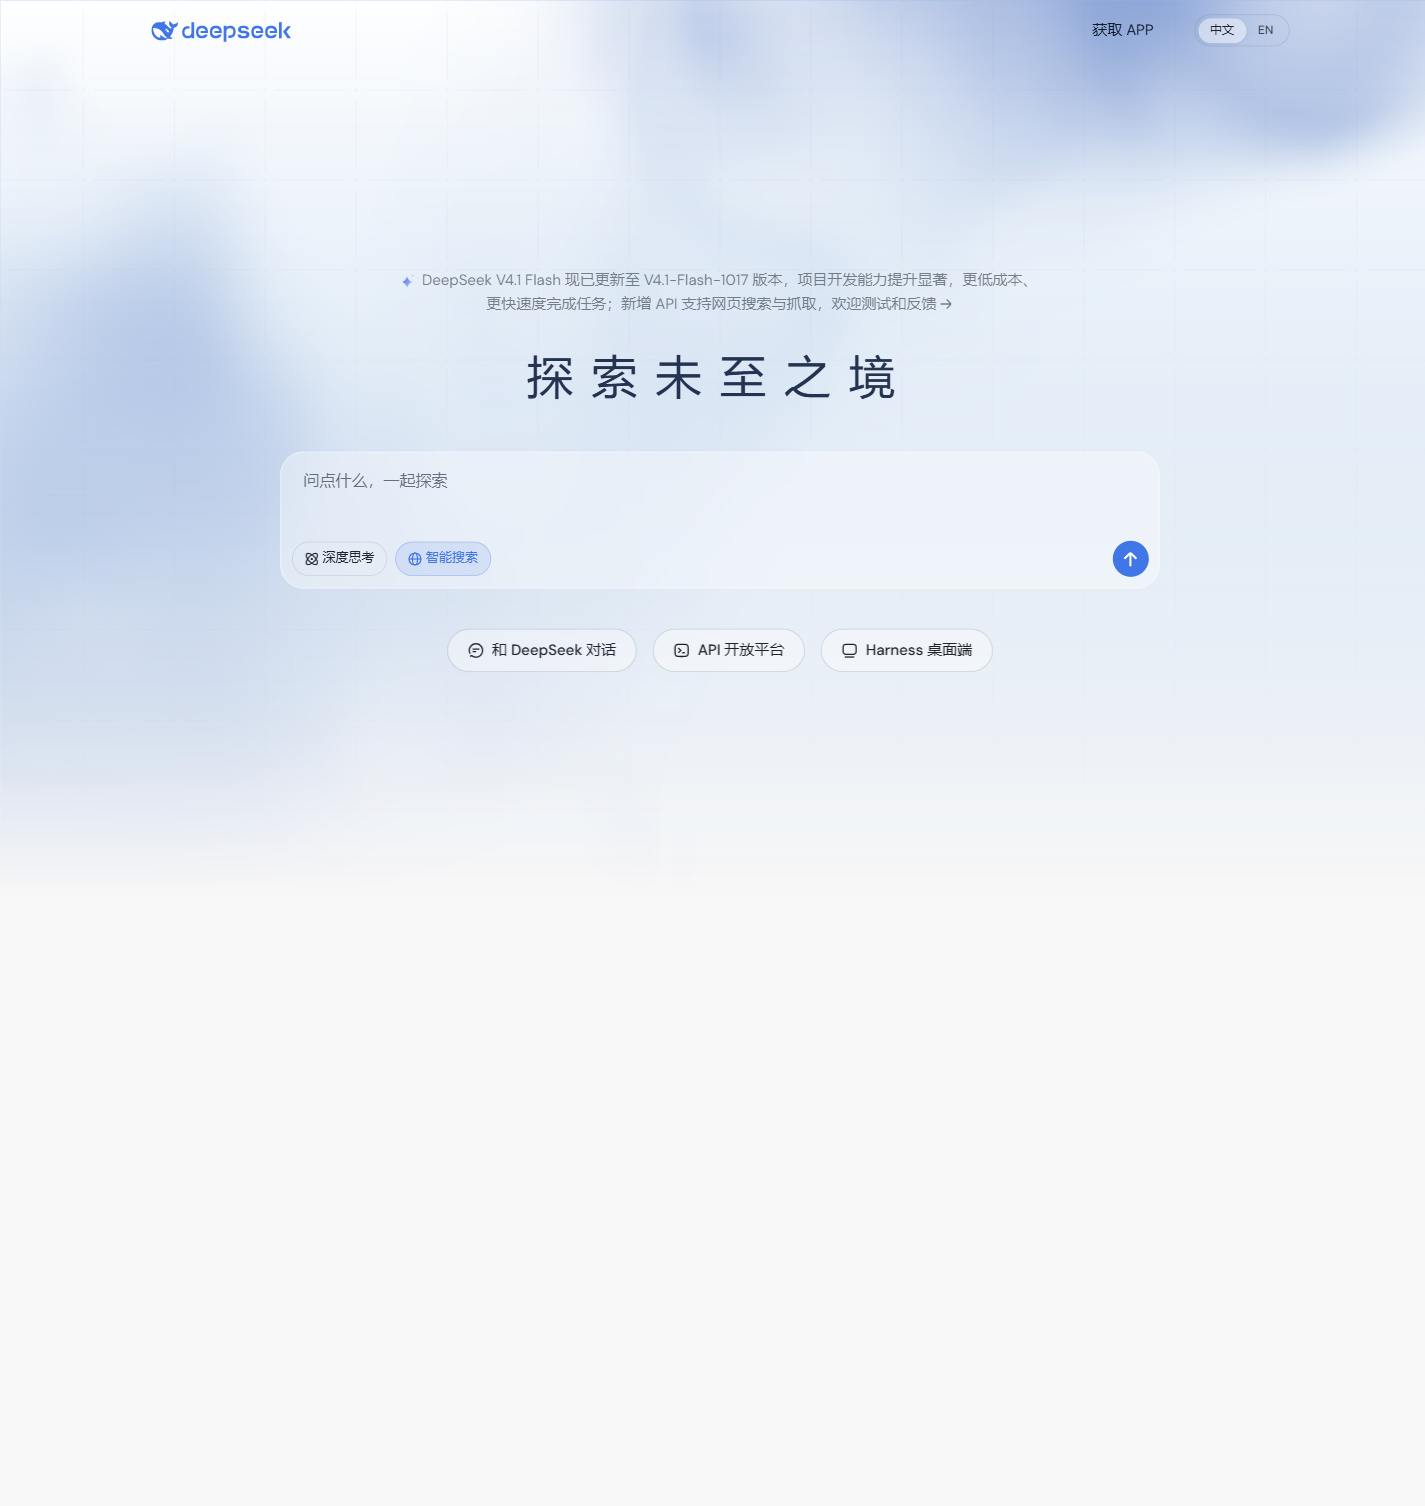 deepseek
获取 APP
中文
EN
DeepSeek V4.1 Flash 现已更新至 V4.1-Flash-1017 版本，项目开发能力提升显著，更低成本、
更快速度完成任务；新增 API 支持网页搜索与抓取，欢迎测试和反馈 →
探索未至之境
问点什么，一起探索
深度思考
智能搜索
和 DeepSeek 对话
API 开放平台
Harness 桌面端